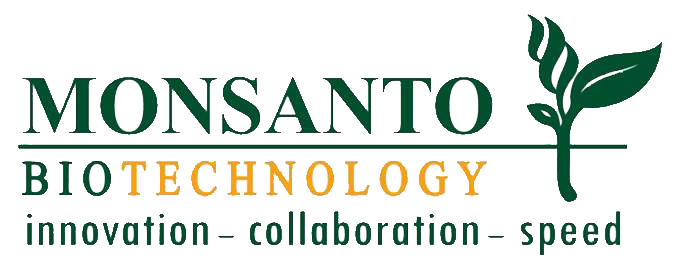 MONSANTO
BIOTECHNOLOGY
innovation – collaboration – speed